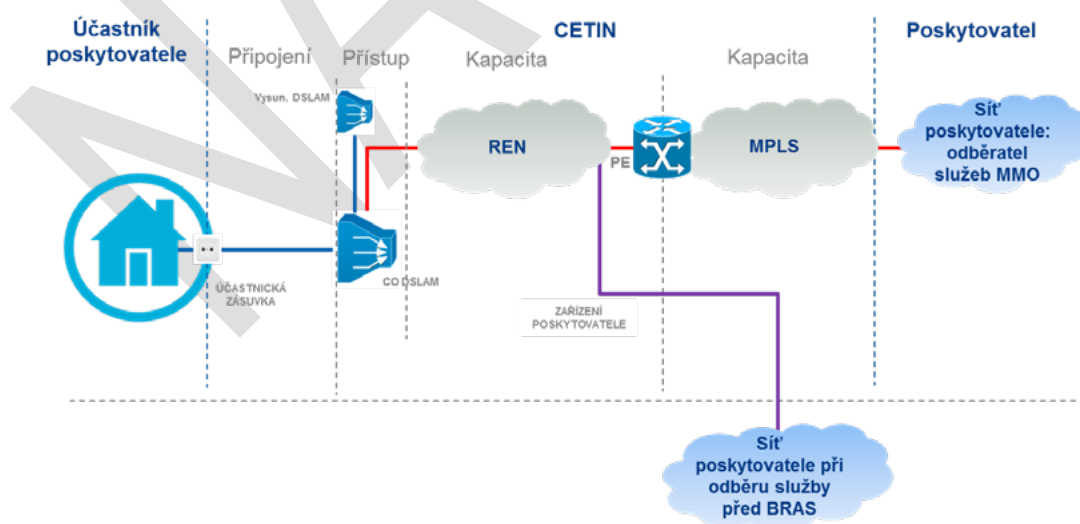 Účastník
poskytovatele
CETIN
Poskytovatel
Připojení
Přístup
Kapacita
Kapacita
Vysun. DSLAM
REN
PE
MPLS
Síť
poskytovatele:
odběratel
služeb MMO
CO DSLAM
ÚČASTNICKÁ
ZÁSUVKA
ZAŘÍZENÍ
POSKYTOVATELE
Síť
poskytovatele při
odběru služby
před BRAS